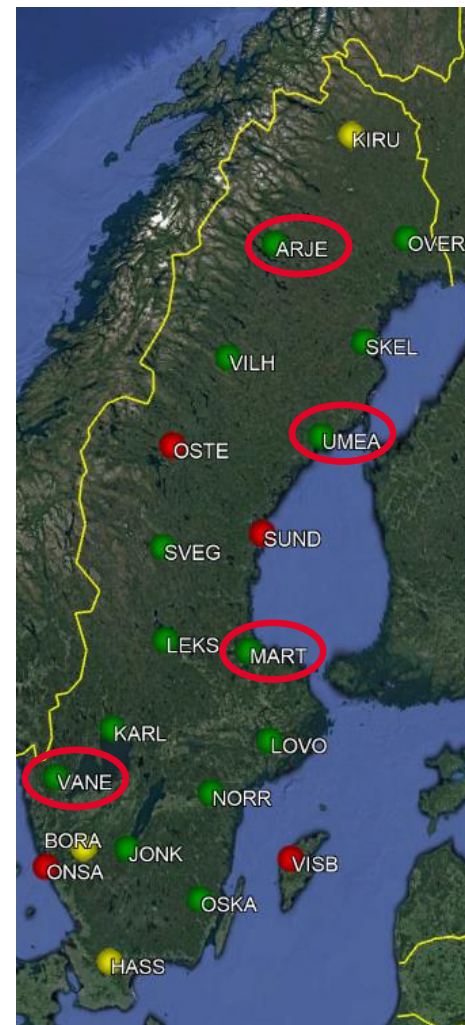 KIRU
ARJE
OVER
SKEL
VILH
UMEA
OSTE
SUND
SVEG
LEKS
MART
KARL
LOVO
VANE
NORR
BORA
JONK
VISB
ONSA
OSKA
HASS